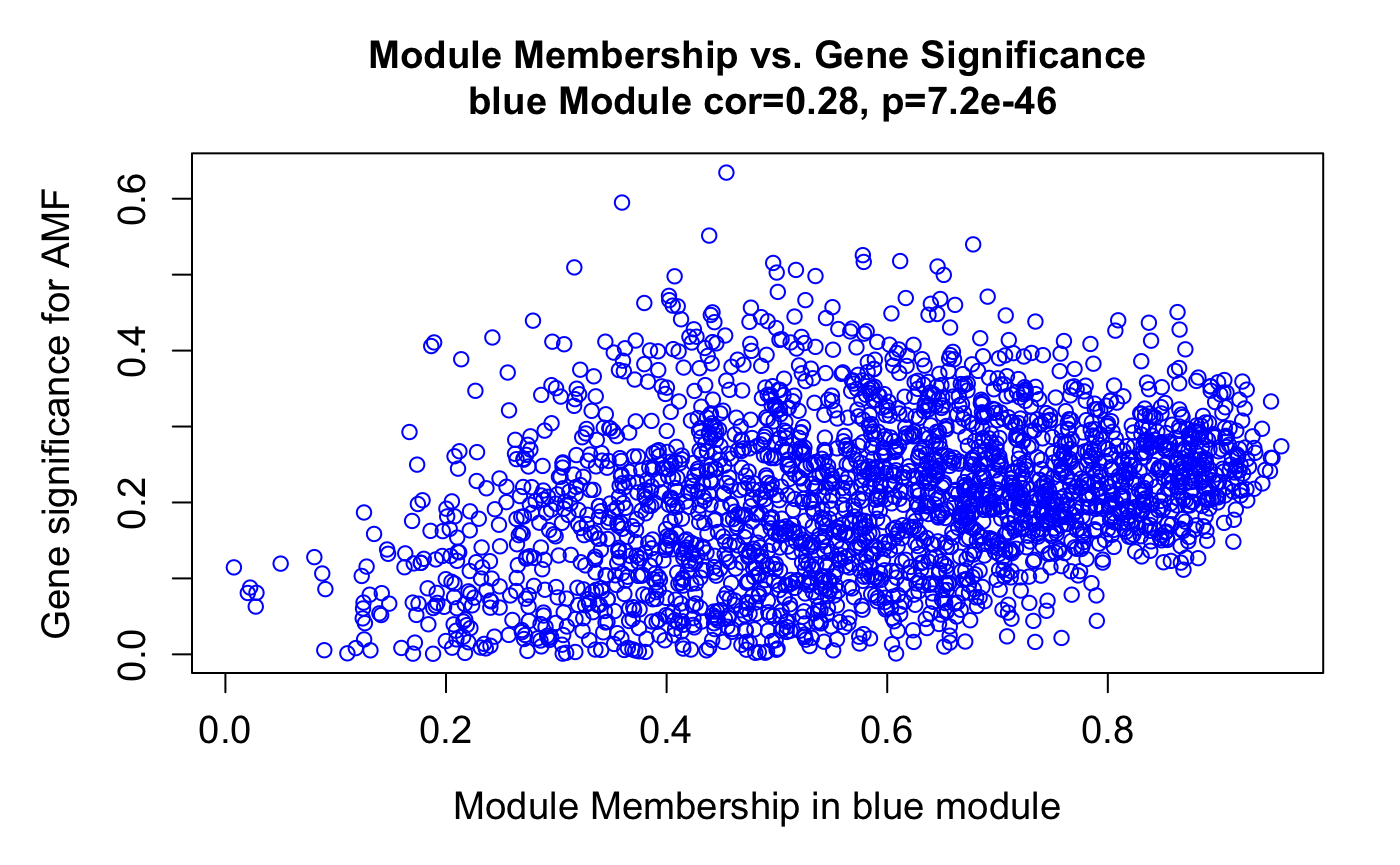 Module Membership vs. Gene Significance
blue Module cor=0.28, p=7.2e-46
Gene significance for AMF
0.6
0.4
0.2
0.0
0.0 0.2 0.4 0.6 0.8
Module Membership in blue module